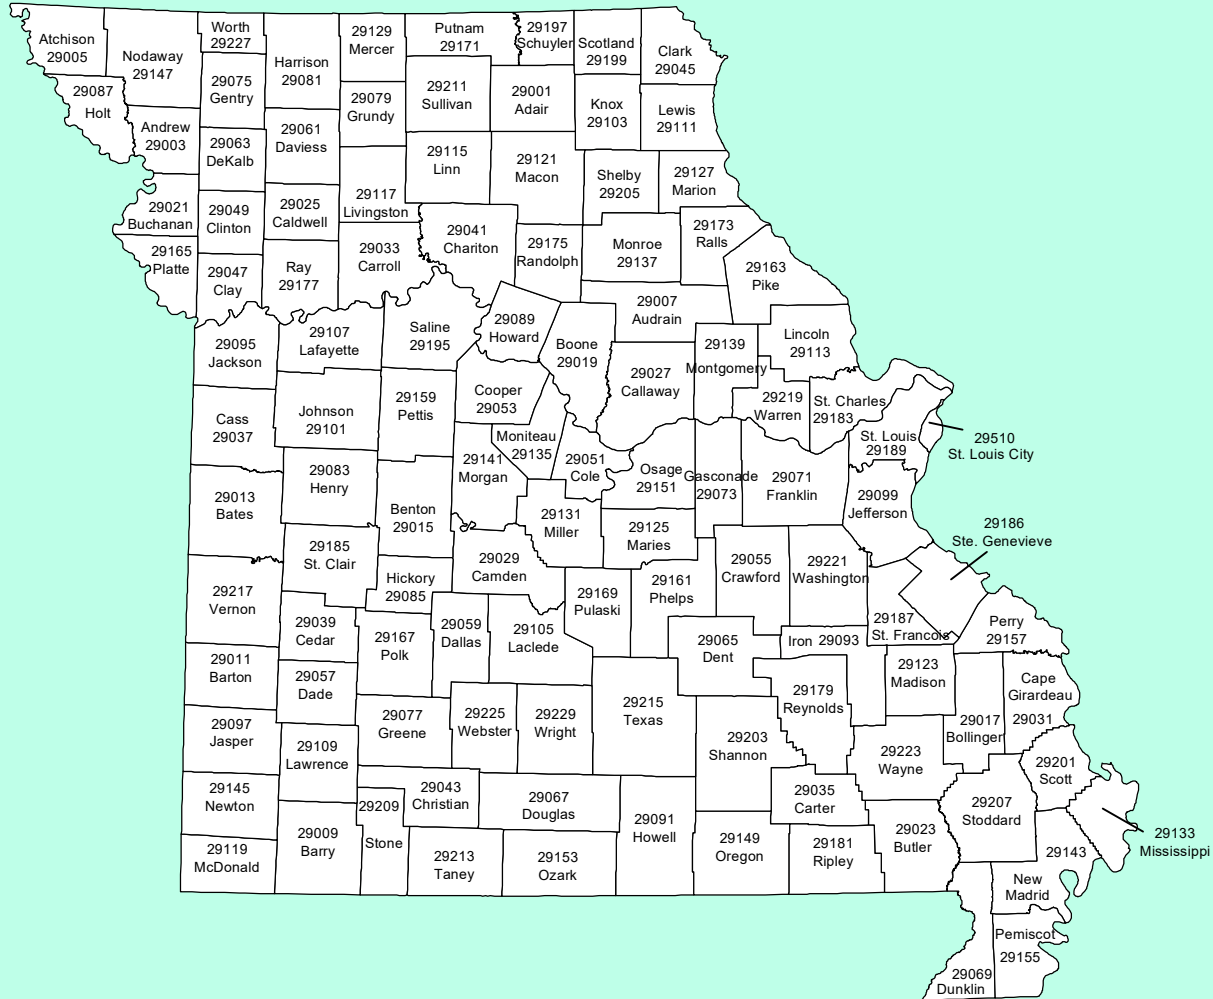 Atchison
29005
Nodaway
29147
Worth
29227
Harrison
29081
29129
Mercer
Putnam
29171
29197
Schuyler
Scotland
29199
Clark
29045
29087
Holt
29075
Gentry
29079
Grundy
29211
Sullivan
29001
Adair
Knox
29103
Lewis
29111
Andrew
29003
29063
DeKalb
29061
Daviess
29115
Linn
29121
Macon
Shelby
29205
29127
Marion
29021
Buchanan
29049
Clinton
29025
Caldwell
29117
Livingston
29041
Chariton
29175
Randolph
Monroe
29137
29173
Ralls
29163
Pike
29165
Platte
29047
Clay
Ray
29177
29033
Carroll
29095
Jackson
29107
Lafayette
Saline
29195
29089
Howard
Boone
29019
29007
Audrain
29027
Callaway
29139
Montgomery
Lincoln
29113
29219
Warren
St. Charles
29183
St. Louis
29189
29510
St. Louis City
Cass
29037
Johnson
29101
29159
Pettis
Cooper
29053
Moniteau
29135
29141
Morgan
29051
Cole
Osage
29151
Gasconade
29073
29071
Franklin
29099
Jefferson
29013
Bates
29083
Henry
Benton
29015
29131
Miller
29125
Maries
29186
Ste. Genevieve
29185
St. Clair
Hickory
29085
29029
Camden
29169
Pulaski
29161
Phelps
29055
Crawford
29221
Washington
29187
St. Francois
Perry
29157
29217
Vernon
29039
Cedar
29167
Polk
29059
Dallas
29105
Laclede
29065
Dent
Iron 29093
29123
Madison
Cape
Girardeau
29031
29011
Barton
29057
Dade
29077
Greene
29225
Webster
29229
Wright
29215
Texas
29203
Shannon
29179
Reynolds
29017
Bollinger
29097
Jasper
29109
Lawrence
29223
Wayne
29201
Scott
29145
Newton
29209
Stone
29043
Christian
29067
Douglas
29091
Howell
29035
Carter
29207
Stoddard
29133
Mississippi
29119
McDonald
29009
Barry
29213
Taney
29153
Ozark
29149
Oregon
29181
Ripley
29023
Butler
29143
New
Madrid
Pemiscot
29155
29069
Dunklin